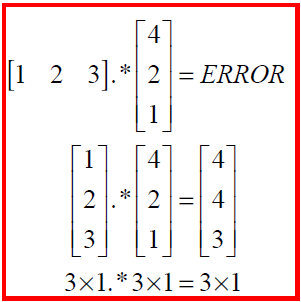 [1 2 3].*[4 2 1] = ERROR
[1 2 3].*[4 2 1] = [4 4 3]
3×1.*3×1 = 3×1